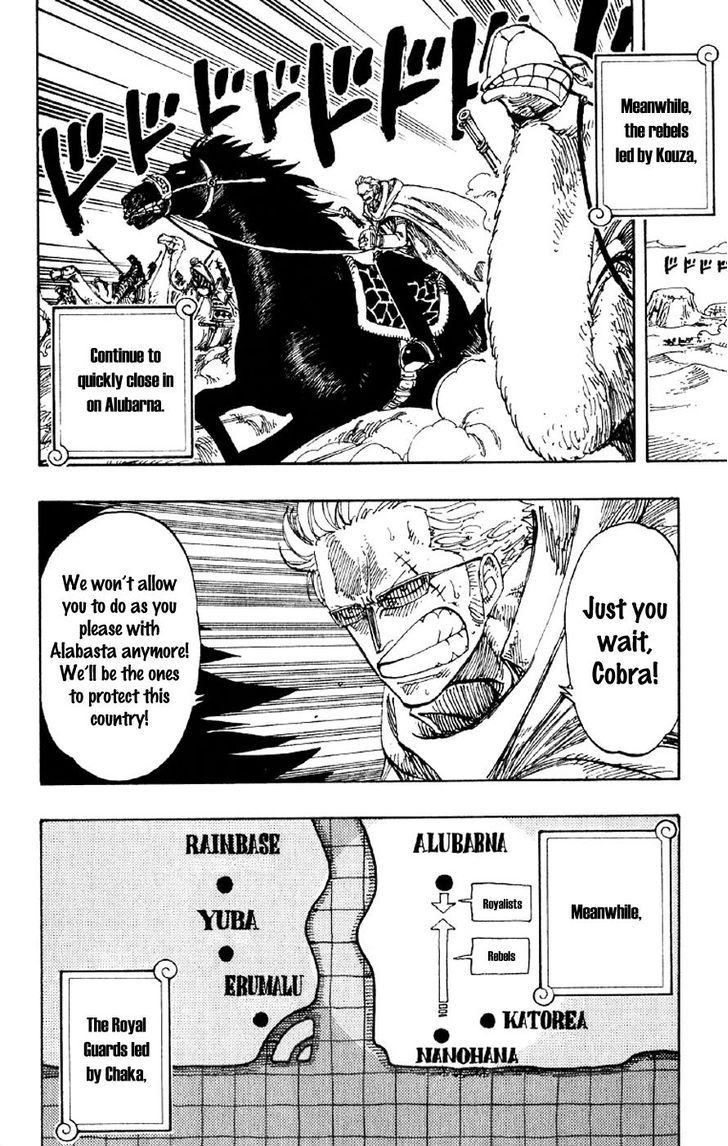 Meanwhile,
the rebels
led by Kouza,
ドドドドドドドド
ドドドド
Continue to
quickly close in
on Alubarna.
Just you
wait,
Cobra!
We won't allow
you to do as you
please with
Alabasta anymore!
We'll be the ones
to protect this
country!
Meanwhile,
RAINBASE
ALUBARNA
Royalists
YUBA
Rebels
ERUMALU
KATOREA
NANOHANA
The Royal
Guards led
by Chaka,